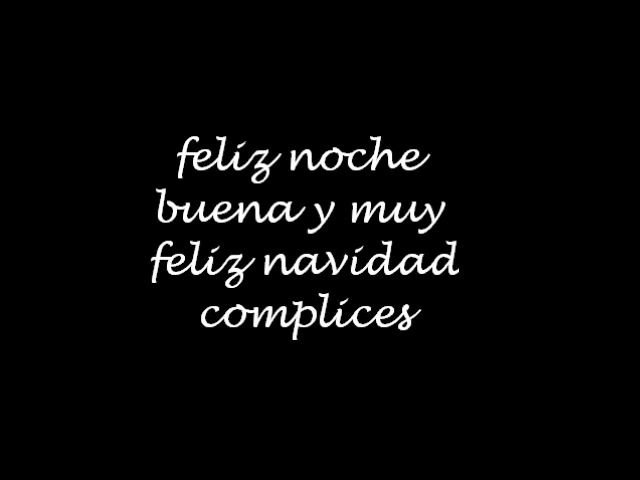 feliz noche
buena y muy
feliz navidad
complices